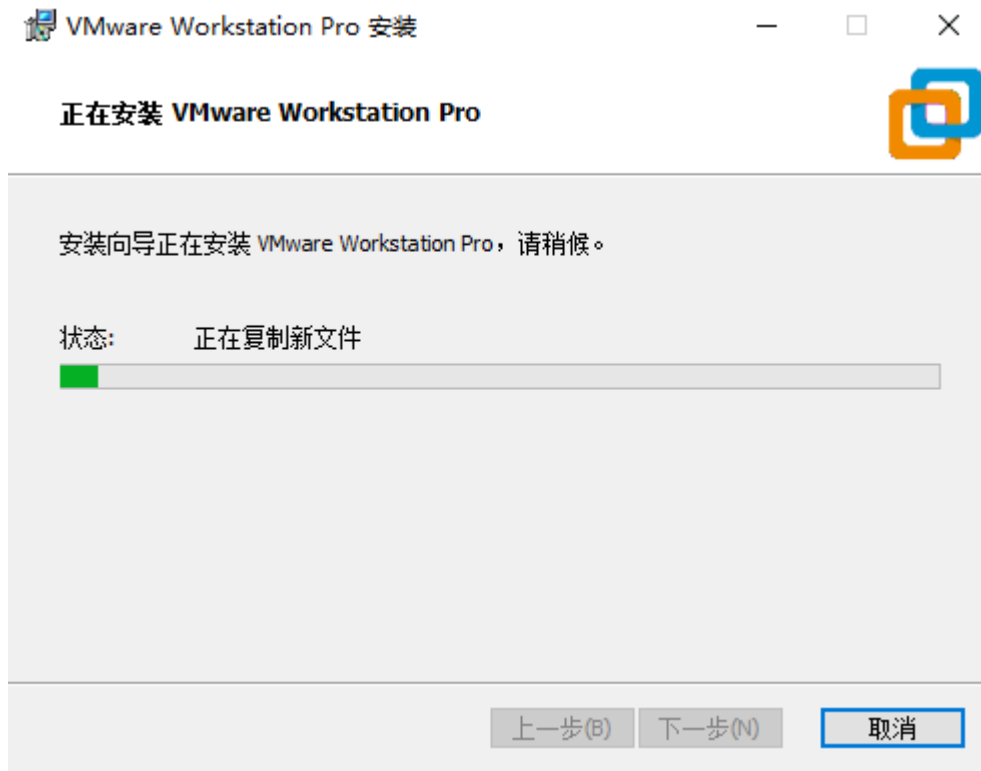 VMware Workstation Pro 安装
正在安装 VMware Workstation Pro
安装向导正在安装 VMware Workstation Pro，请稍候。
状态: 正在复制新文件
上一步(B) 下一步(N) 取消